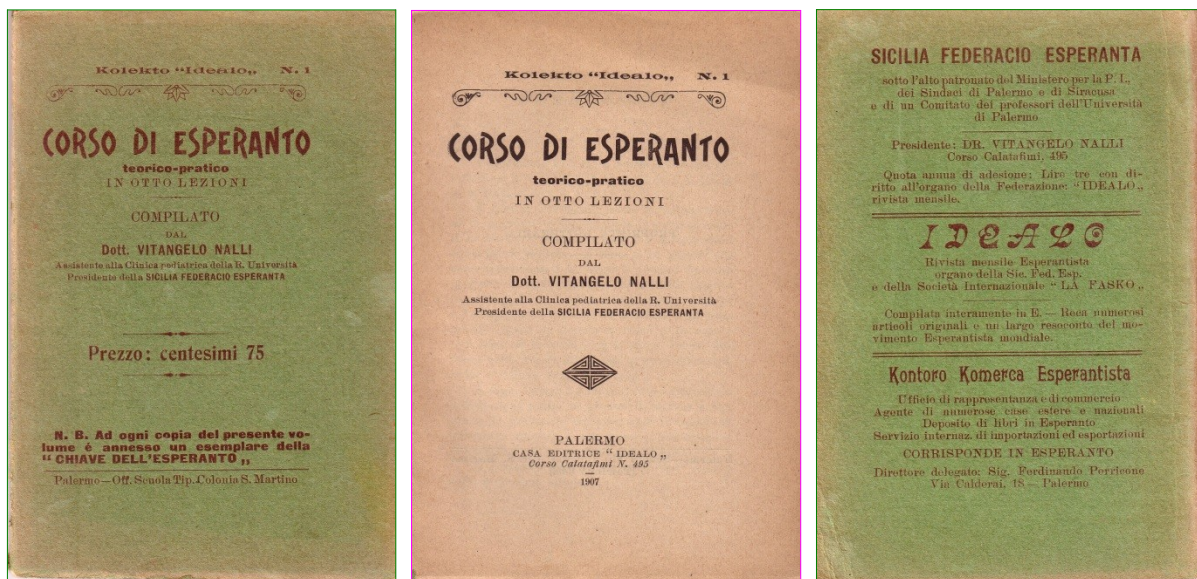 Kolekto “Idealo„ N. 1
CORSO DI ESPERANTO
teorico-pratico
IN OTTO LEZIONI
COMPILATO
DAL
Dott. VITANGELO NALLI
Assistente alla Clinica pediatrica della R. Università
Presidente della SICILIA FEDERACIO ESPERANTA
Prezzo: centesimi 75
N. B. Ad ogni copia del presente vo-
lume è annesso un esemplare della
“ CHIAVE DELL'ESPERANTO „
Palermo—Off. Scuola Tip. Colonia S. Martino
Kolekto “Idealo„ N. 1
CORSO DI ESPERANTO
teorico-pratico
IN OTTO LEZIONI
COMPILATO
DAL
Dott. VITANGELO NALLI
Assistente alla Clinica pediatrica della R. Università
Presidente della SICILIA FEDERACIO ESPERANTA
PALERMO
CASA EDITRICE “ IDEALO „
Corso Calatafimi N. 495
1907
SICILIA FEDERACIO ESPERANTA
sotto l'alto patronato del Ministero per la P. I.,
dei Sindaci di Palermo e di Siracusa
e di un Comitato dei professori dell'Università
di Palermo
Presidente: DR. VITANGELO NALLI
Corso Calatafimi, 495
Quota annua di adesione: Lire tre con di-
ritto all'organo della Federazione: “IDEALO„
rivista mensile.
IDEALO
Rivista mensile Esperantista
organo della Sic. Fed. Esp.
e della Società Internazionale “ LA FASKO „
Compilata interamente in E. — Reca numerosi
articoli originali e un largo resoconto del mo-
vimento Esperantista mondiale.
Kontoro Komerca Esperantista
Ufficio di rappresentanza e di commercio
Agente di numerose case estere e nazionali
Deposito di libri in Esperanto
Servizio internaz. di importazioni ed esportazioni
CORRISPONDE IN ESPERANTO
Direttore delegato: Sig. Ferdinando Perricone
Via Calderai, 18 — Palermo